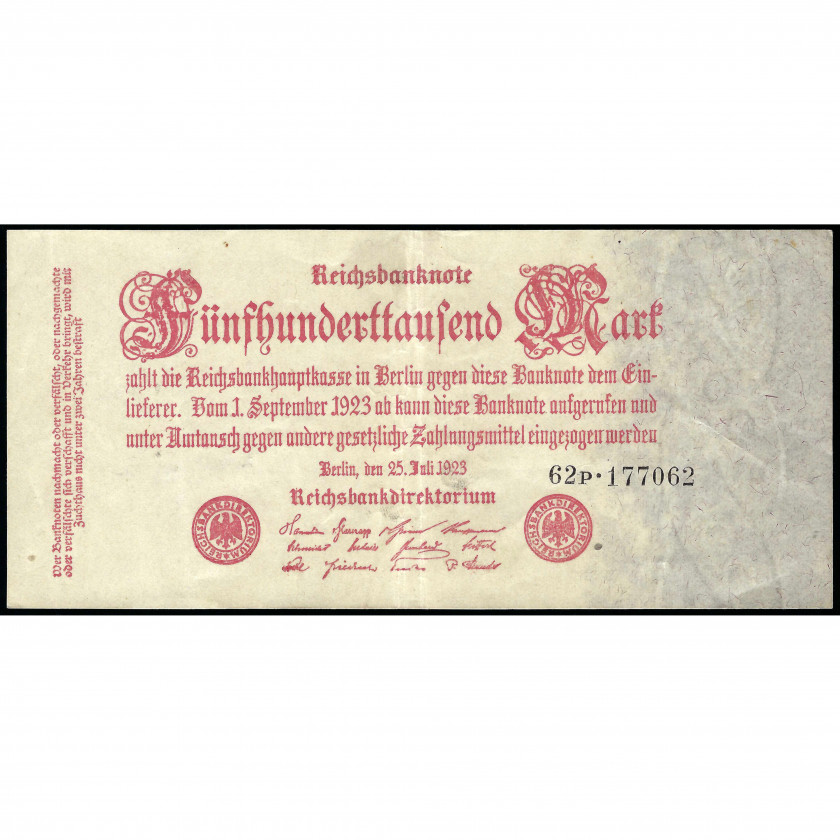 Reichsbanknote
Fünfhunderttausend Mark
zahlt die Reichsbankhauptkasse in Berlin gegen diese Banknote dem Ein-
lieferer. Vom 1. September 1923 ab kann diese Banknote aufgerufen und
unter Umtausch gegen andere gesetzliche Zahlungsmittel eingezogen werden
Berlin, den 25. Juli 1923
62P·177062
Reichsbankdirektorium
REICHSBANKDIREKTORIUM
REICHSBANKDIREKTORIUM
Wer Banknoten nachmacht oder verfälscht, oder nachgemachte
oder verfälschte sich verschafft und in Verkehr bringt, wird mit
Zuchthaus nicht unter zwei Jahren bestraft